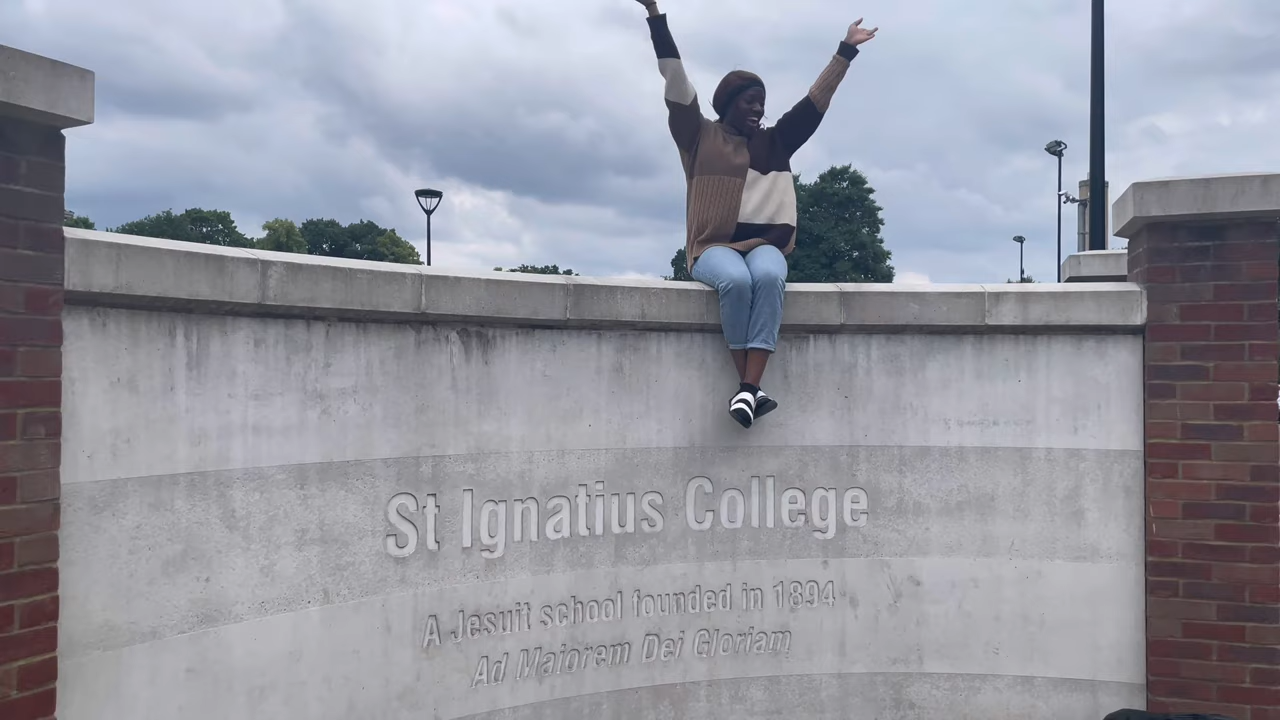 St Ignatius College
A Jesuit school founded in 1894
Ad Maiorem Dei Gloriam